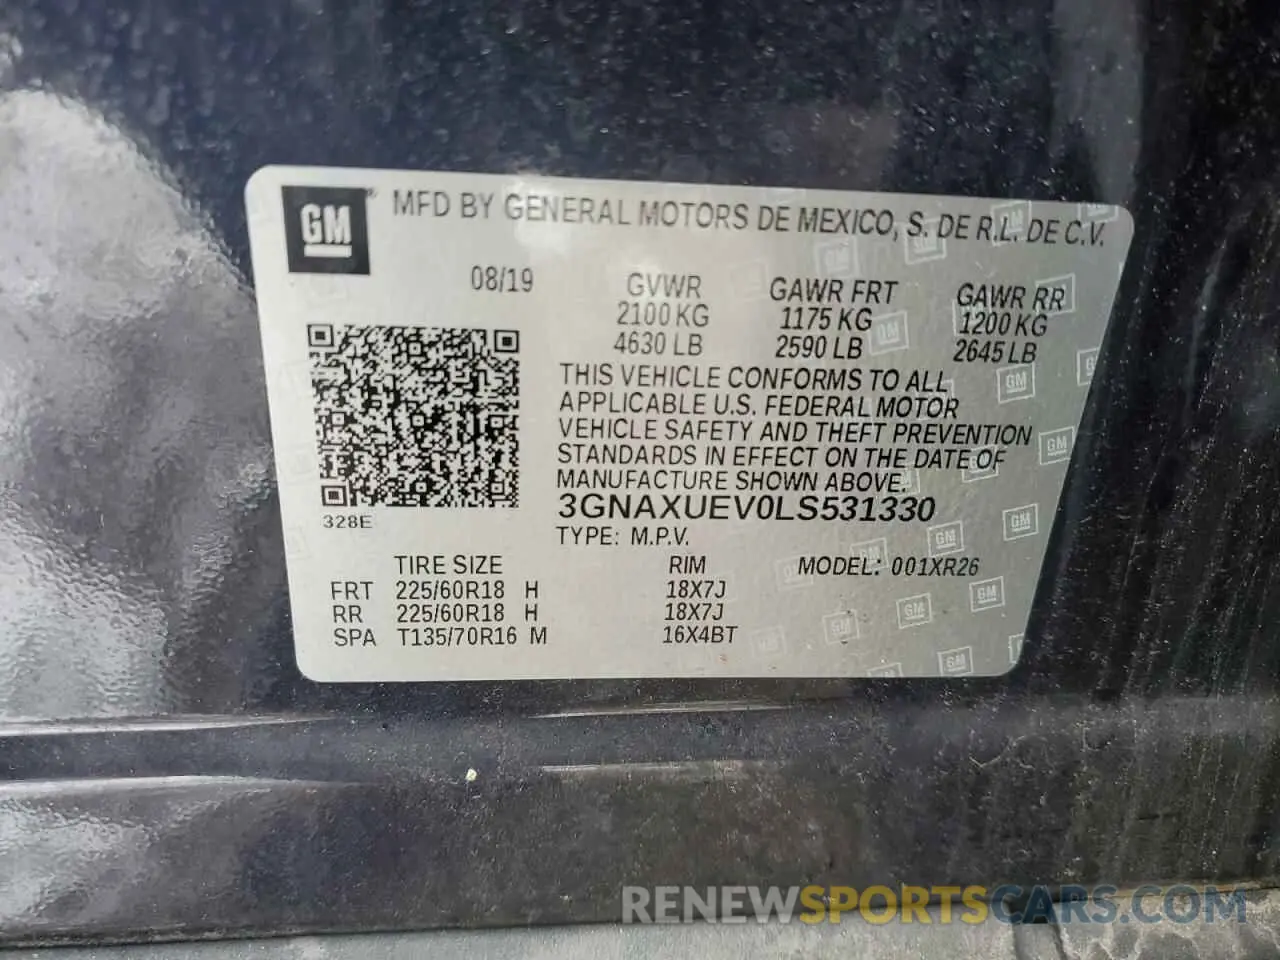 GM ® MFD BY GENERAL MOTORS DE MEXICO, S. DE R.L. DE C.V.
08/19 GVWR GAWR FRT GAWR RR
2100 KG 1175 KG 1200 KG
4630 LB 2590 LB 2645 LB
THIS VEHICLE CONFORMS TO ALL
APPLICABLE U.S. FEDERAL MOTOR
VEHICLE SAFETY AND THEFT PREVENTION
STANDARDS IN EFFECT ON THE DATE OF
MANUFACTURE SHOWN ABOVE.
3GNAXUEV0LS531330
328E
TYPE: M.P.V.
TIRE SIZE RIM MODEL: 001XR26
FRT 225/60R18 H 18X7J
RR 225/60R18 H 18X7J
SPA T135/70R16 M 16X4BT
RENEWSPORTSCARS.COM